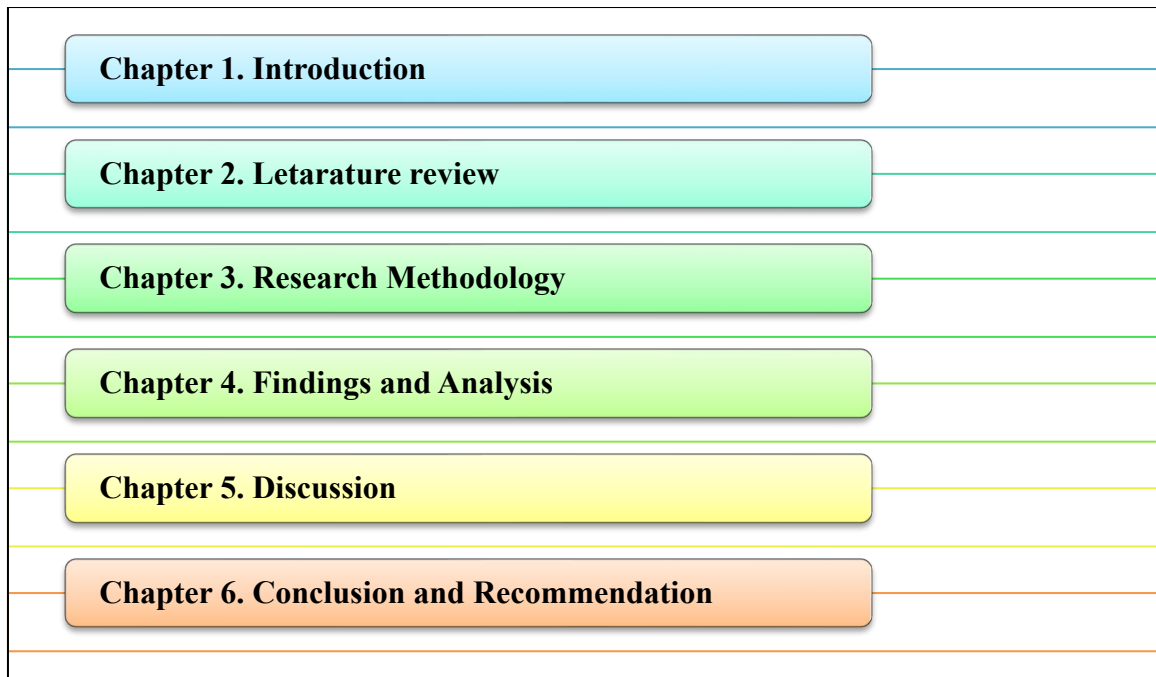 Chapter 1. Introduction
Chapter 2. Letarature review
Chapter 3. Research Methodology
Chapter 4. Findings and Analysis
Chapter 5. Discussion
Chapter 6. Conclusion and Recommendation